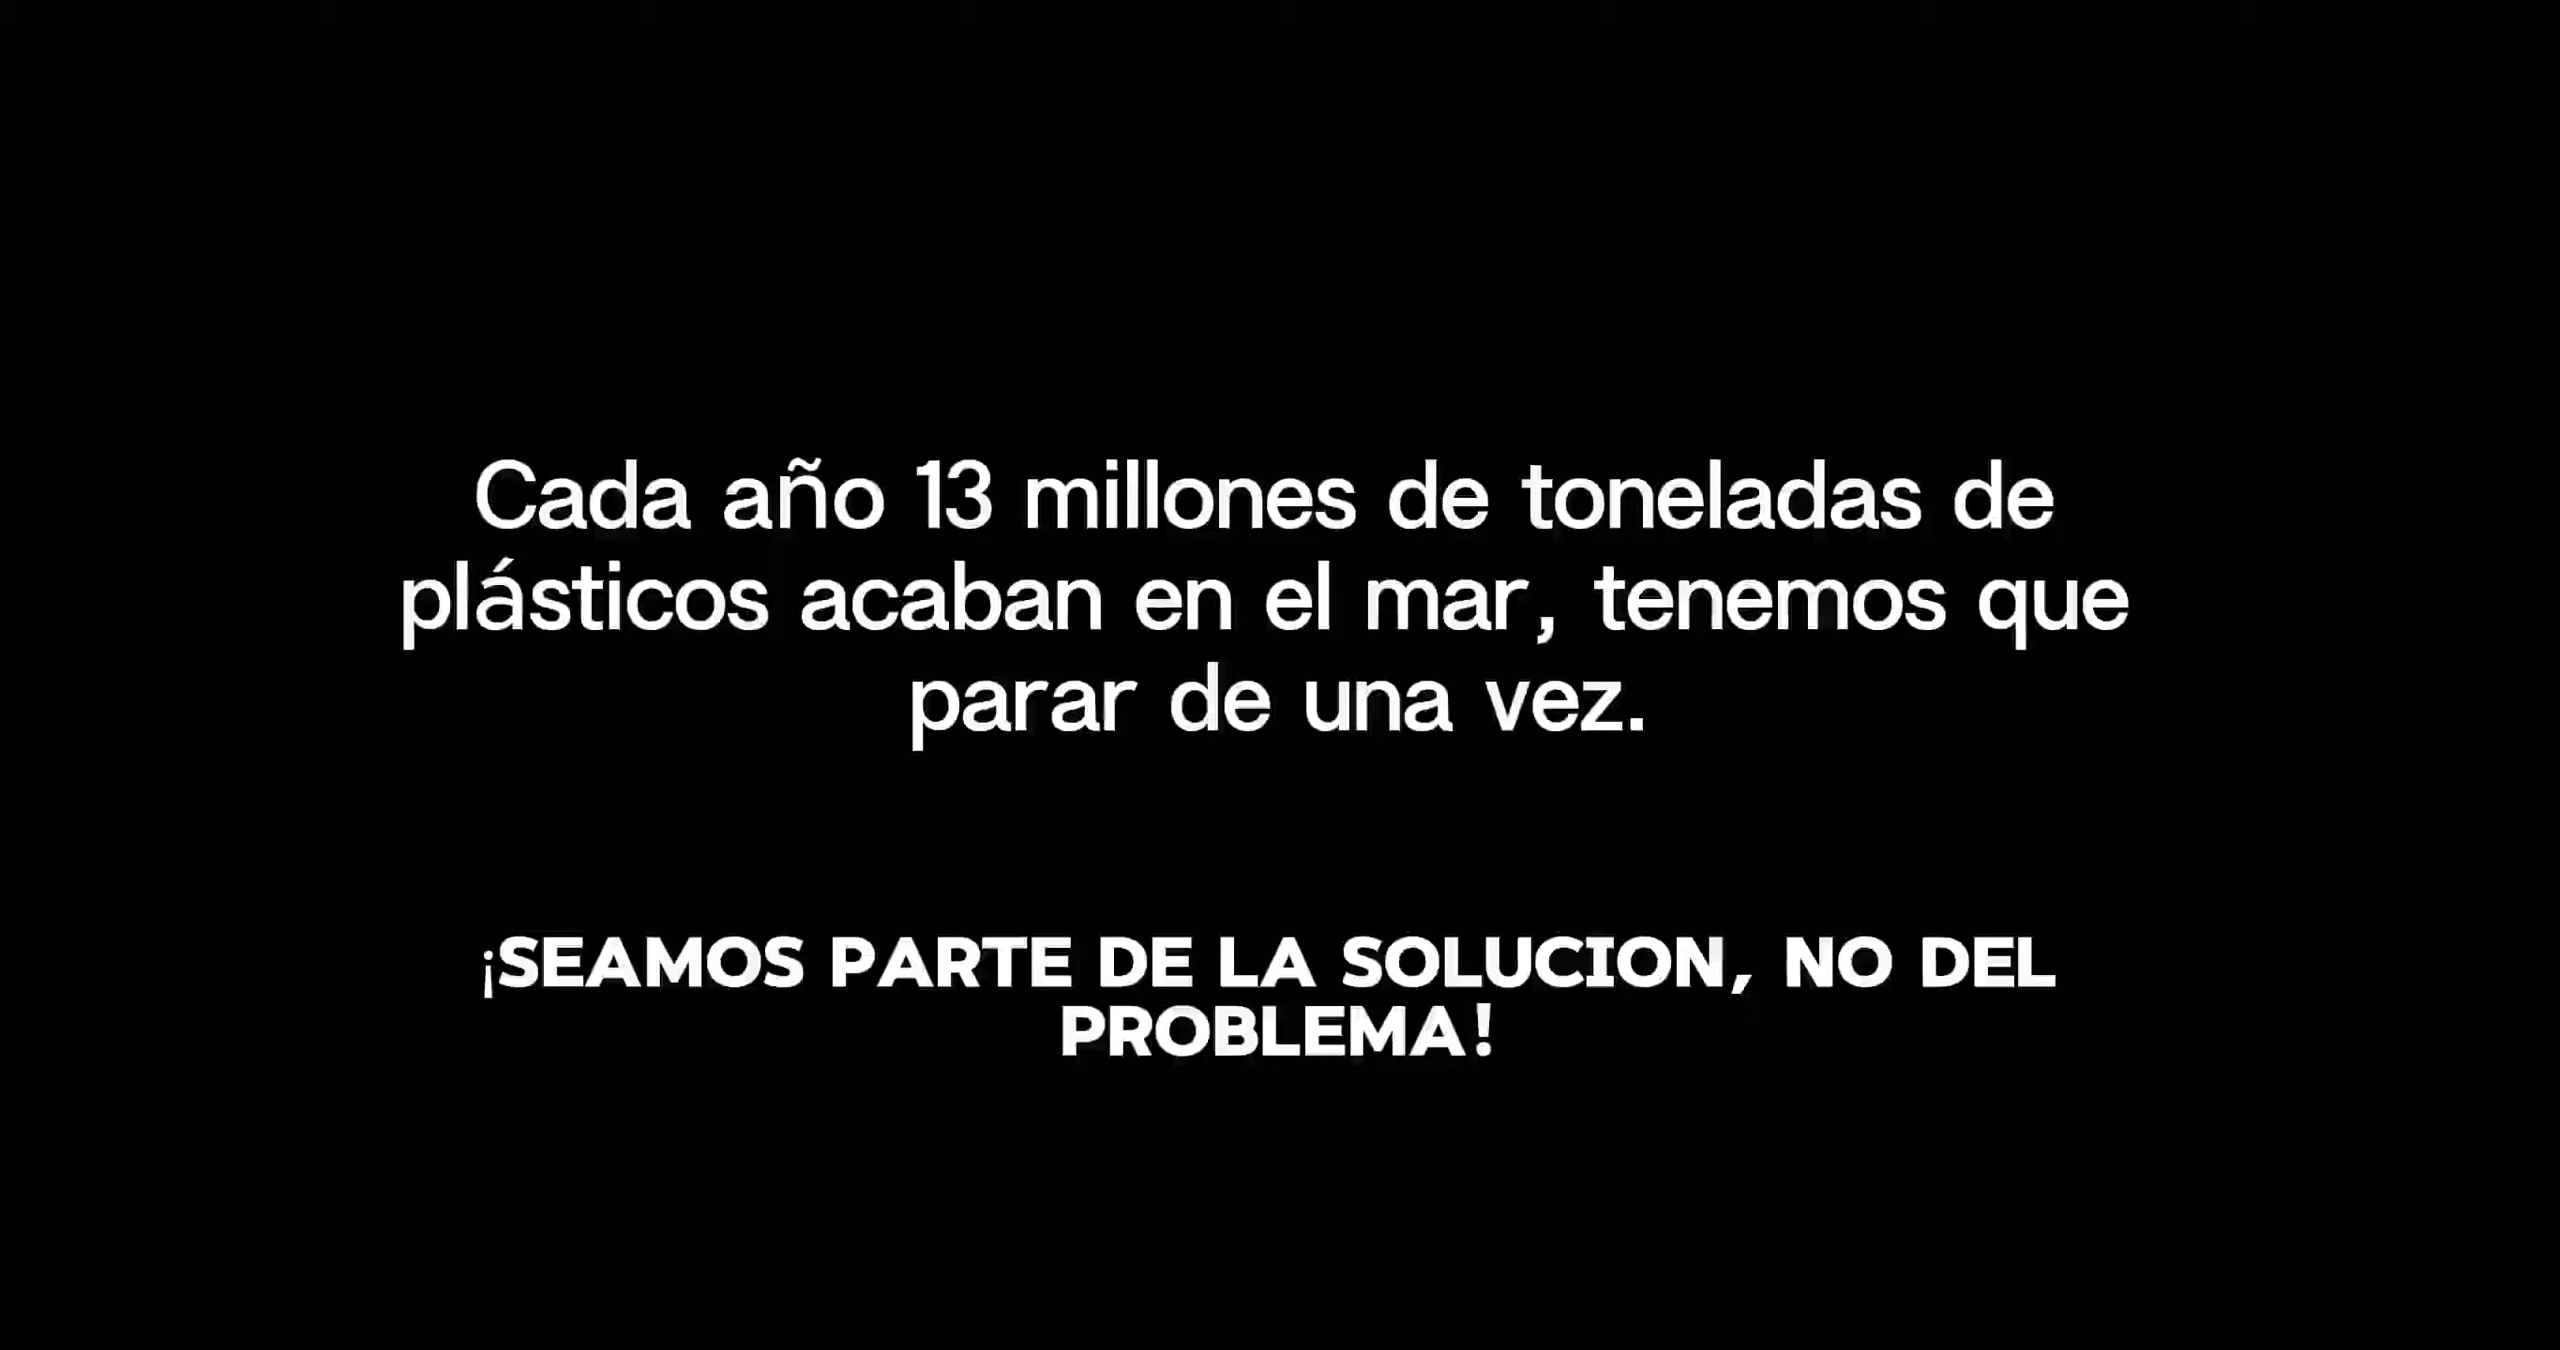 Cada año 13 millones de toneladas de
plásticos acaban en el mar, tenemos que
parar de una vez.
¡SEAMOS PARTE DE LA SOLUCION, NO DEL
PROBLEMA!